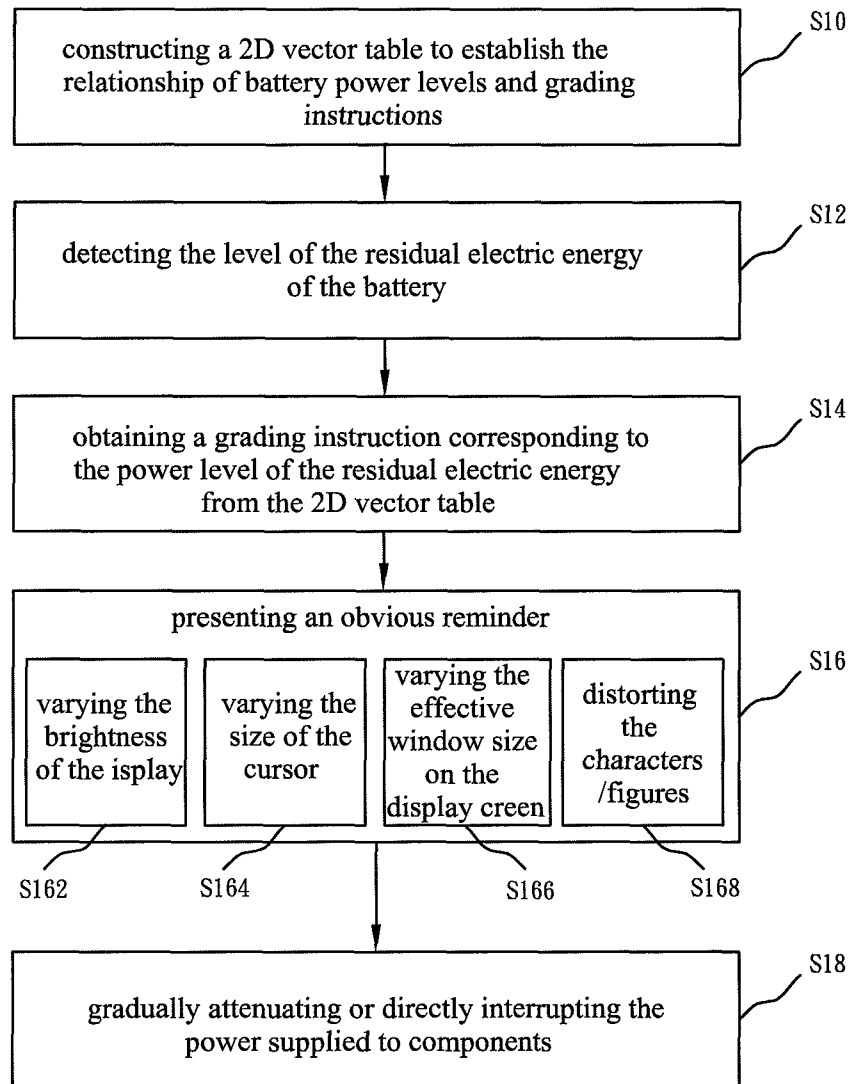 constructing a 2D vector table to establish the
relationship of battery power levels and grading
instructions
S10
detecting the level of the residual electric energy
of the battery
S12
obtaining a grading instruction corresponding to
the power level of the residual electric energy
from the 2D vector table
S14
presenting an obvious reminder
S16
varying the
brightness
of the isplay
varying the
size of the
cursor
varying the
effective
window size
on the
display creen
distorting
the
characters
/figures
S162
S164
S166
S168
gradually attenuating or directly interrupting the
power supplied to components
S18